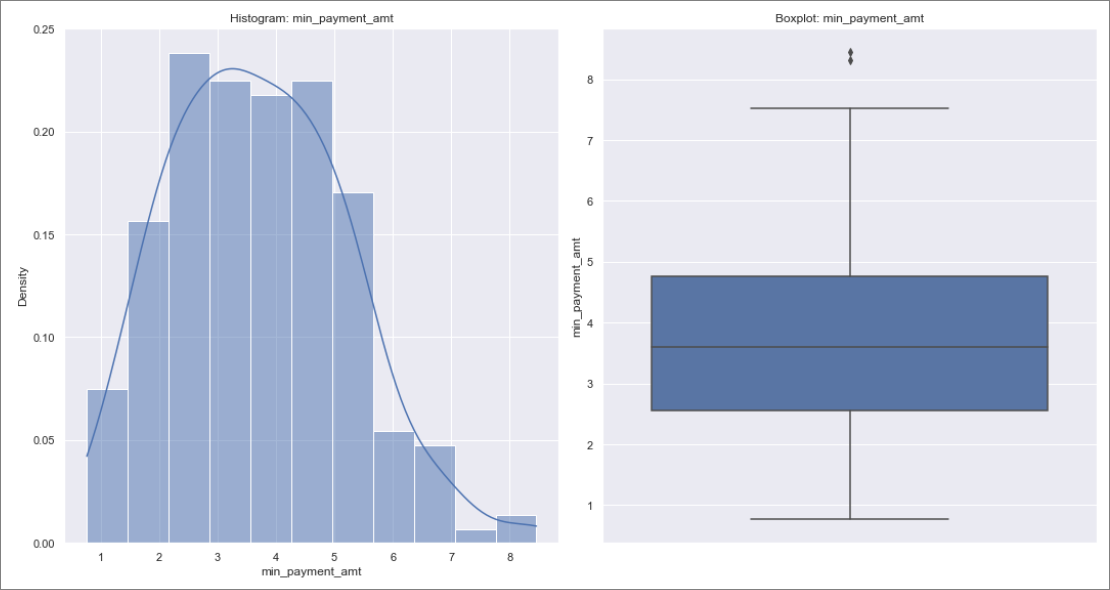 Histogram: min_payment_amt
0.25
0.20
0.15
0.10
0.05
0.00
Density
1 2 3 4 5 6 7 8
min_payment_amt
Boxplot: min_payment_amt
8
7
6
5
4
3
2
1
min_payment_amt